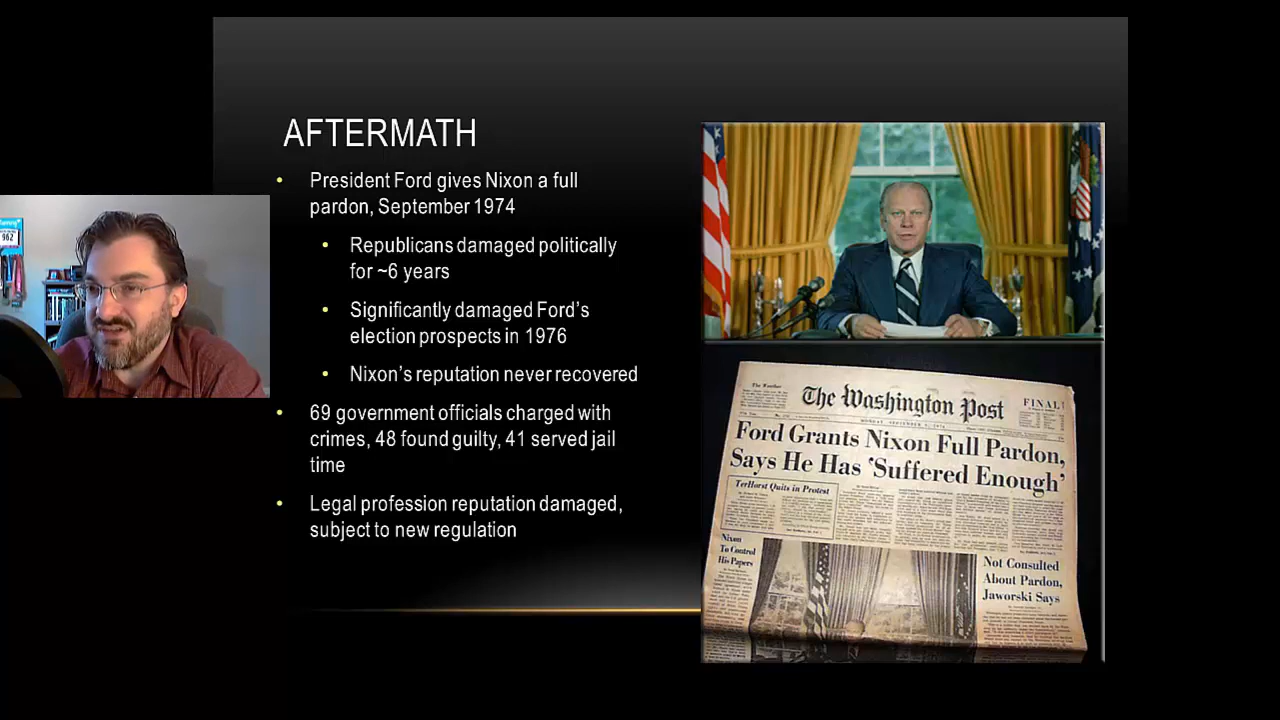 962
AFTERMATH
• President Ford gives Nixon a full
pardon, September 1974
• Republicans damaged politically
for ~6 years
• Significantly damaged Ford's
election prospects in 1976
• Nixon's reputation never recovered
• 69 government officials charged with
crimes, 48 found guilty, 41 served jail
time
• Legal profession reputation damaged,
subject to new regulation
The Weather
The Washington Post
FINAL
Ford Grants Nixon Full Pardon,
Says He Has 'Suffered Enough'
TerHorst Quits in Protest
Nixon
To Control
His Papers
Not Consulted
About Pardon,
Jaworski Says